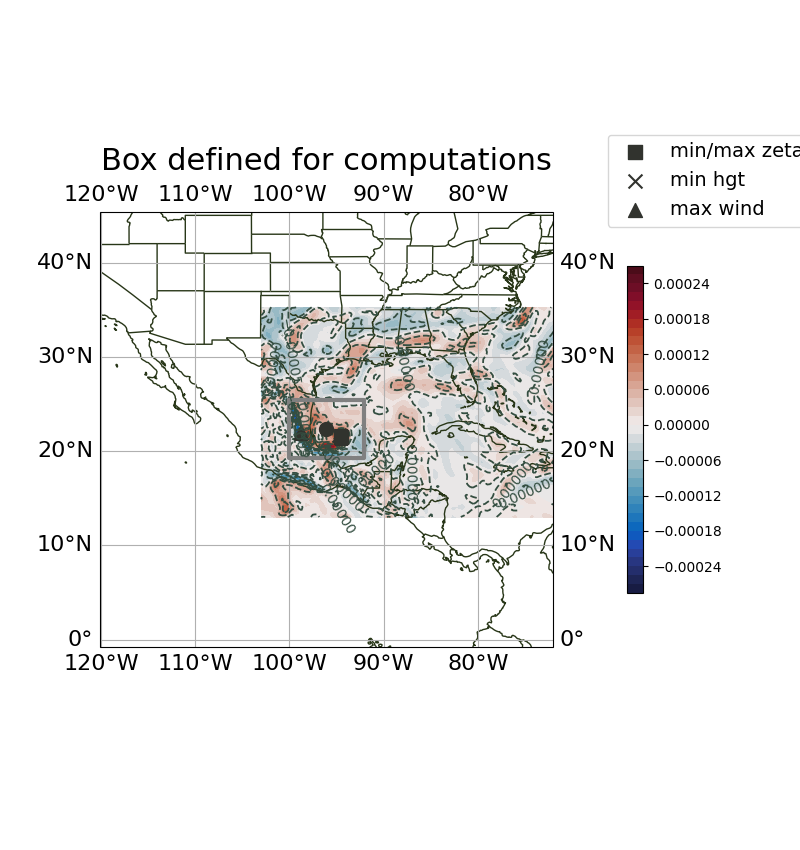 Box defined for computations
min/max zeta
min hgt
max wind
120°W 110°W 100°W 90°W 80°W
40°N 40°N
30°N
20°N 20°N
10°N 10°N
0° 0°
120°W 110°W 100°W 90°W 80°W
30°N
0.00024
0.00018
0.00012
0.00006
0.00000
−0.00006
−0.00012
−0.00018
−0.00024